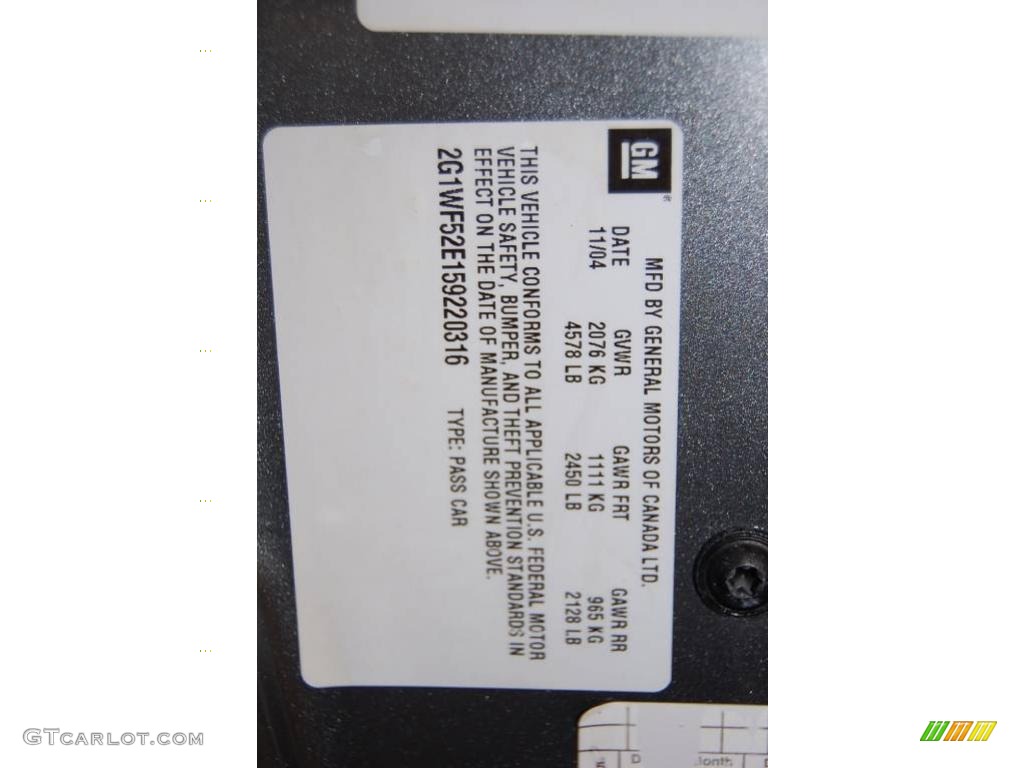 GM
MFD BY GENERAL MOTORS OF CANADA LTD.
DATE GVWR GAWR FRT GAWR RR
11/04 2076 KG 1111 KG 965 KG
4578 LB 2450 LB 2128 LB
THIS VEHICLE CONFORMS TO ALL APPLICABLE U.S. FEDERAL MOTOR
VEHICLE SAFETY, BUMPER, AND THEFT PREVENTION STANDARDS IN
EFFECT ON THE DATE OF MANUFACTURE SHOWN ABOVE.
2G1WF52E159220316 TYPE: PASS CAR
GTCARLOT.COM